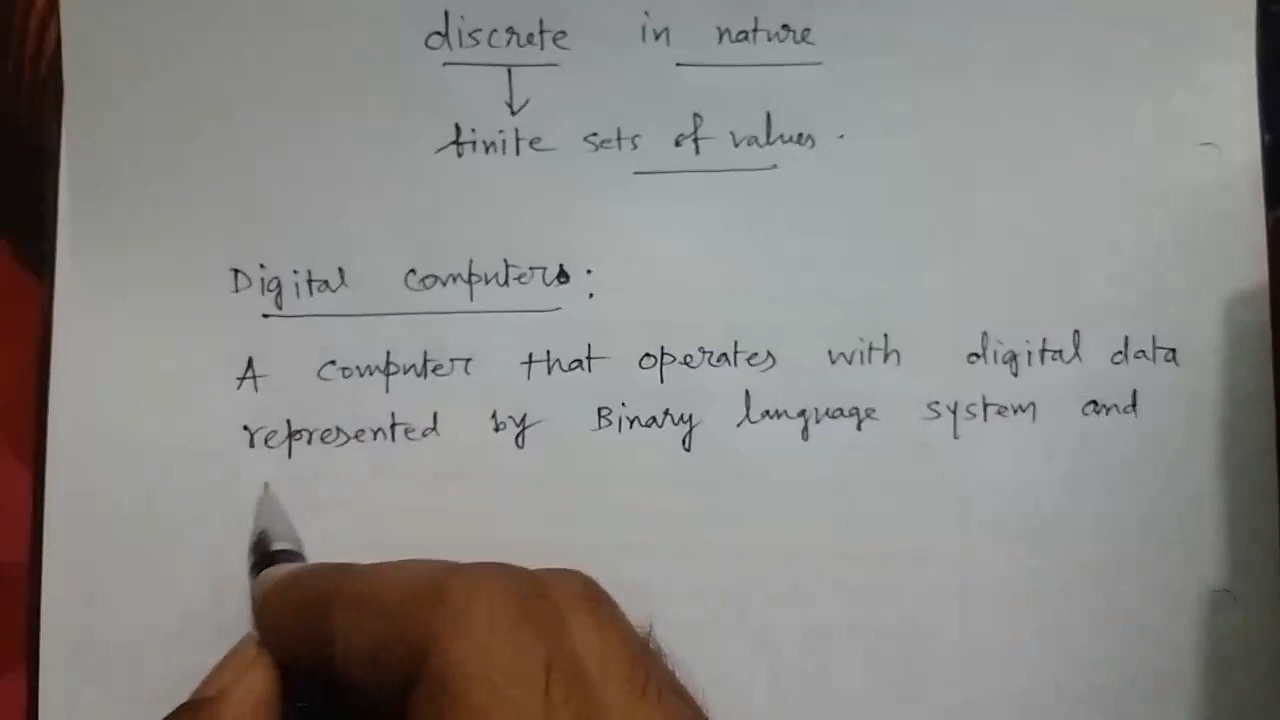 discrete in nature
finite sets of values.
Digital computers:
A computer that operates with digital data
represented by Binary language system and